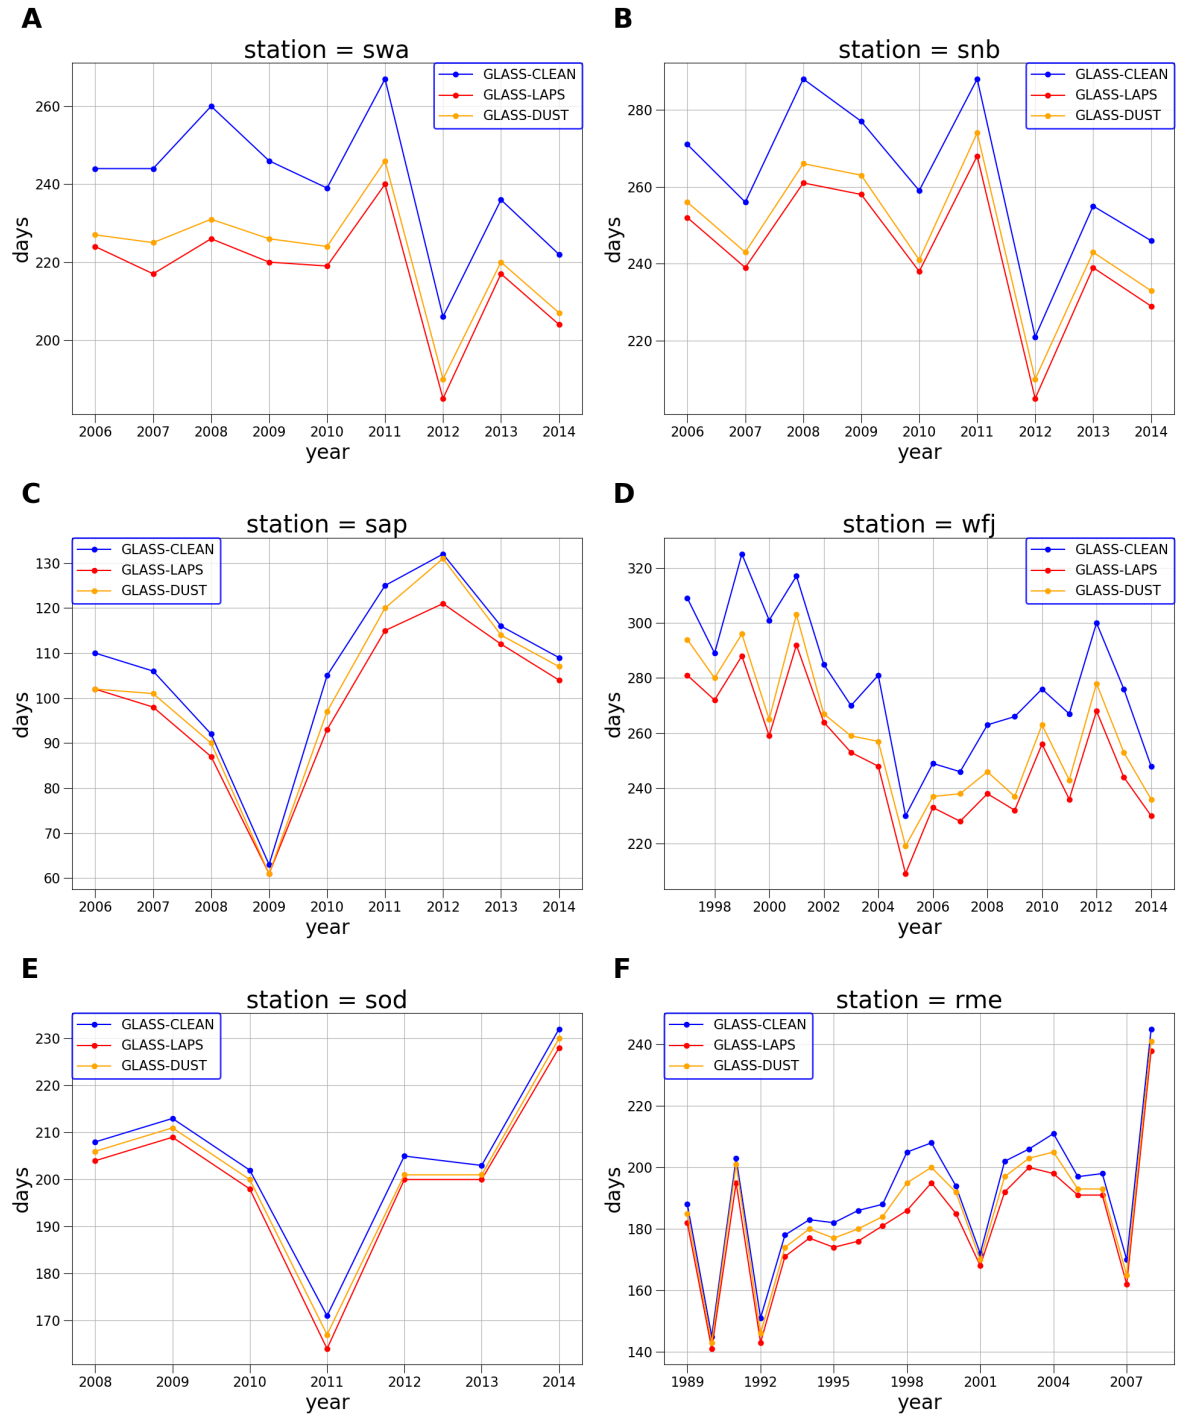 A
station = swa
GLASS-CLEAN
GLASS-LAPS
GLASS-DUST
260
240
220
200
days
2006 2007 2008 2009 2010 2011 2012 2013 2014
year
B
station = snb
GLASS-CLEAN
GLASS-LAPS
GLASS-DUST
280
260
240
220
days
2006 2007 2008 2009 2010 2011 2012 2013 2014
year
C
station = sap
GLASS-CLEAN
GLASS-LAPS
GLASS-DUST
130
120
110
100
90
80
70
60
days
2006 2007 2008 2009 2010 2011 2012 2013 2014
year
D
station = wfj
GLASS-CLEAN
GLASS-LAPS
GLASS-DUST
320
300
280
260
240
220
days
1998 2000 2002 2004 2006 2008 2010 2012 2014
year
E
station = sod
GLASS-CLEAN
GLASS-LAPS
GLASS-DUST
230
220
210
200
190
180
170
days
2008 2009 2010 2011 2012 2013 2014
year
F
station = rme
GLASS-CLEAN
GLASS-LAPS
GLASS-DUST
240
220
200
180
160
140
days
1989 1992 1995 1998 2001 2004 2007
year